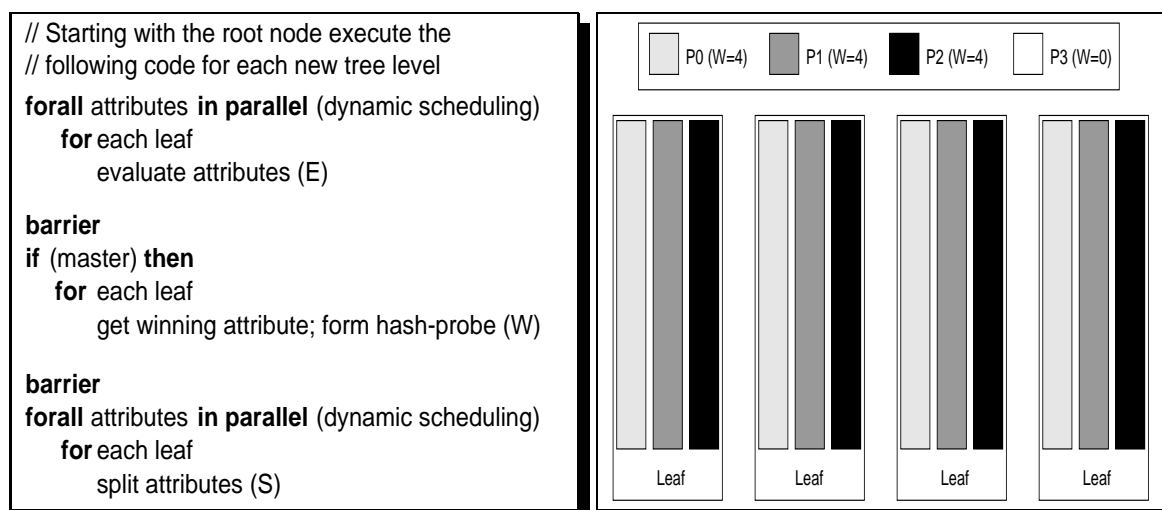 // Starting with the root node execute the
// following code for each new tree level
forall attributes in parallel (dynamic scheduling)
for each leaf
evaluate attributes (E)
barrier
if (master) then
for each leaf
get winning attribute; form hash-probe (W)
barrier
forall attributes in parallel (dynamic scheduling)
for each leaf
split attributes (S)
P0 (W=4) P1 (W=4) P2 (W=4) P3 (W=0)
Leaf Leaf Leaf Leaf